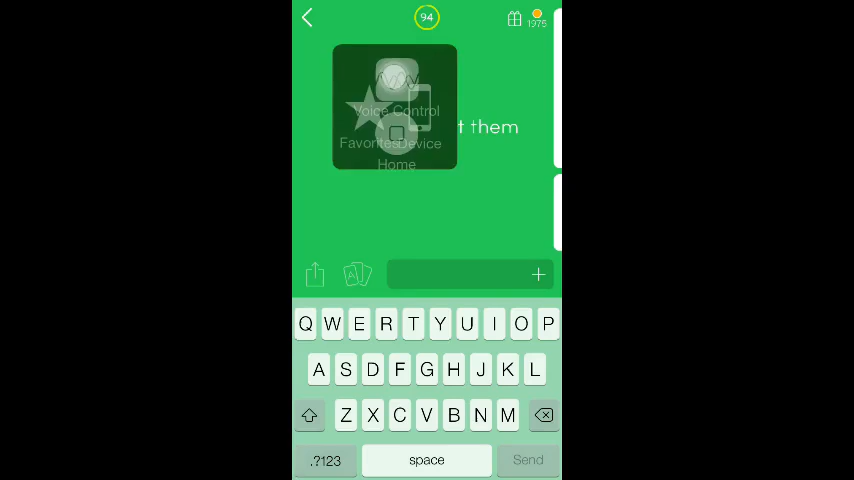 94
1975
Voice Control
t them
Favorites Device
Home
A
Q W E R T Y U I O P
A S D F G H J K L
Z X C V B N M
.?123 space Send